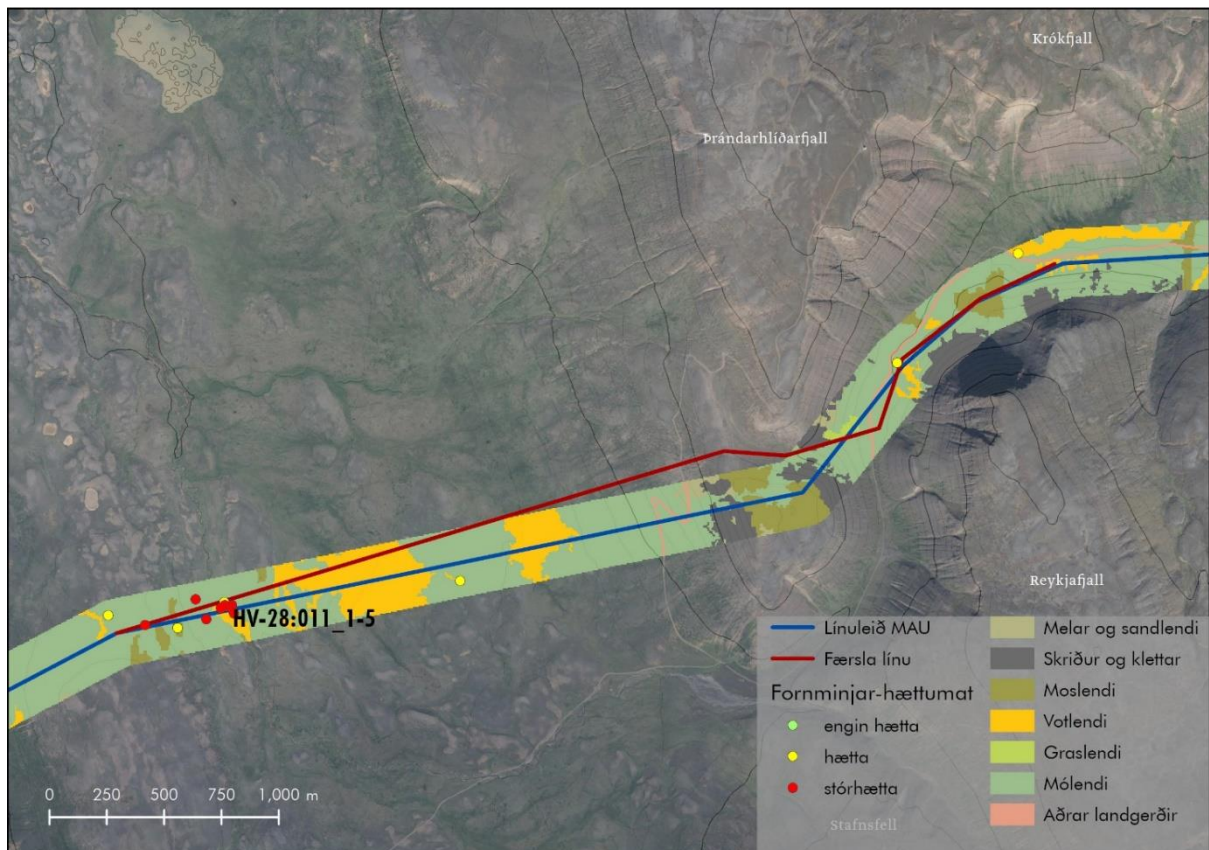 Krókfjall
Þrándarhlíðarfjall
HV-28:011_1-5
Reykjafjall
0 250 500 750 1,000 m
Línuleið MAU
Færsla línu
Fornminjar-hættumat
engin hætta
hætta
stórhætta
Melar og sandlendi
Skriður og klettar
Moslendi
Votlendi
Graslendi
Mólendi
Aðrar landgerðir
Stafnsfell